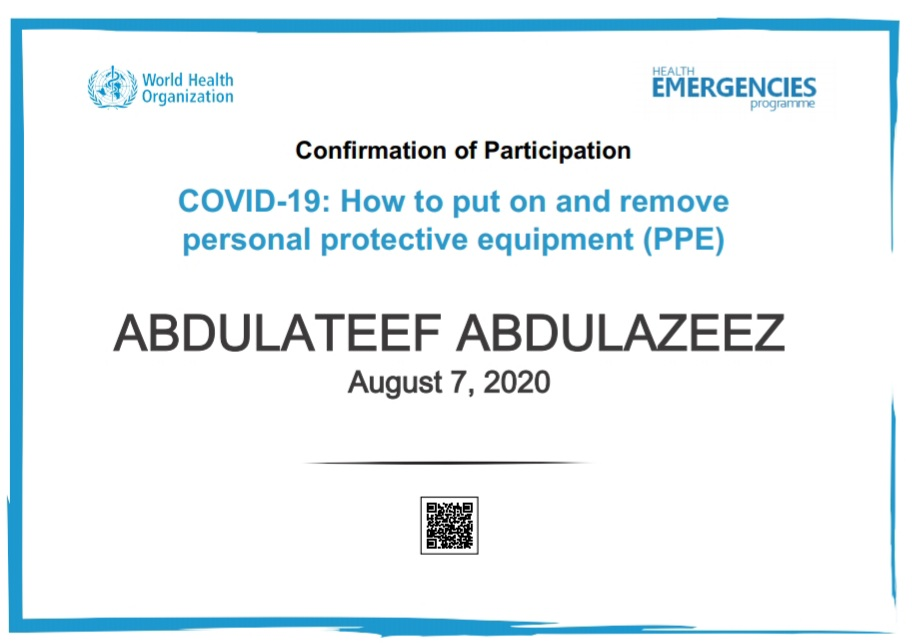 World Health
Organization
HEALTH
EMERGENCIES
programme
Confirmation of Participation
COVID-19: How to put on and remove
personal protective equipment (PPE)
ABDULATEEF ABDULAZEEZ
August 7, 2020